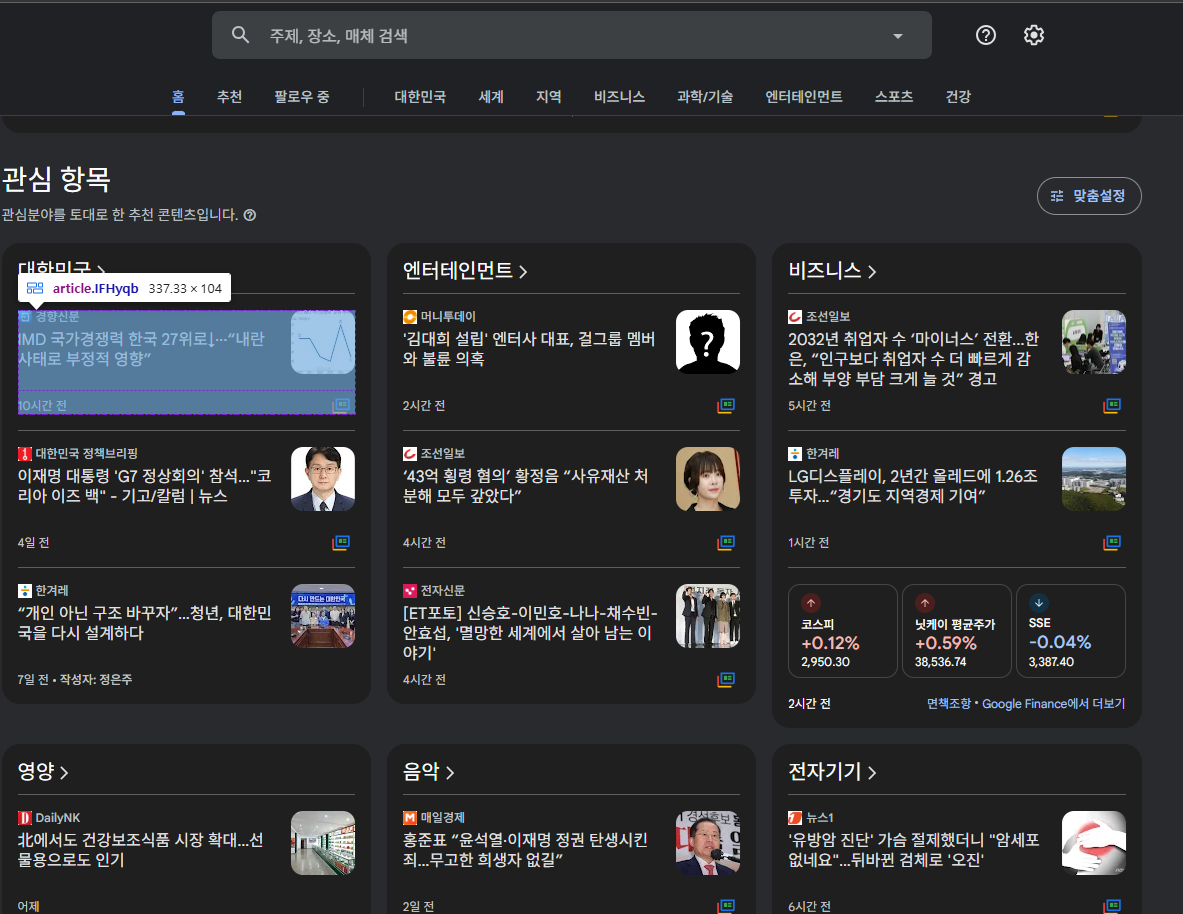 주제, 장소, 매체 검색
홈
추천
팔로우 중
대한민국
세계
지역
비즈니스
과학/기술
엔터테인먼트
스포츠
건강
관심 항목
관심분야를 토대로 한 추천 콘텐츠입니다.
맞춤설정
대한민국 >
article.IFHyqb 337.33 × 104
경향신문
IMD 국가경쟁력 한국 27위로↓…“내란
사태로 부정적 영향”
10시간 전
대한민국 정책브리핑
이재명 대통령 'G7 정상회의' 참석..."코
리아 이즈 백" - 기고/칼럼 | 뉴스
4일 전
한겨레
“개인 아닌 구조 바꾸자”…청년, 대한민
국을 다시 설계하다
7일 전 • 작성자: 정은주
엔터테인먼트 >
머니투데이
'김대희 설립' 엔터사 대표, 걸그룹 멤버
와 불륜 의혹
2시간 전
조선일보
‘43억 횡령 혐의’ 황정음 “사유재산 처
분해 모두 갚았다”
4시간 전
전자신문
[ET포토] 신승호-이민호-나나-채수빈-
안효섭, '멸망한 세계에서 살아 남는 이
야기'
4시간 전
비즈니스 >
조선일보
2032년 취업자 수 ‘마이너스’ 전환…한
은, “인구보다 취업자 수 더 빠르게 감
소해 부양 부담 크게 늘 것” 경고
5시간 전
한겨레
LG디스플레이, 2년간 올레드에 1.26조
투자…“경기도 지역경제 기여”
1시간 전
코스피
+0.12%
2,950.30
닛케이 평균주가
+0.59%
38,536.74
SSE
-0.04%
3,387.40
2시간 전
면책조항 • Google Finance에서 더보기
영양 >
DailyNK
北에서도 건강보조식품 시장 확대…선
물용으로도 인기
어제
음악 >
매일경제
홍준표 “윤석열·이재명 정권 탄생시킨
죄…무고한 희생자 없길”
2일 전
전자기기 >
뉴스1
'유방암 진단' 가슴 절제했더니 "암세포
없네요"…뒤바뀐 검체로 '오진'
6시간 전